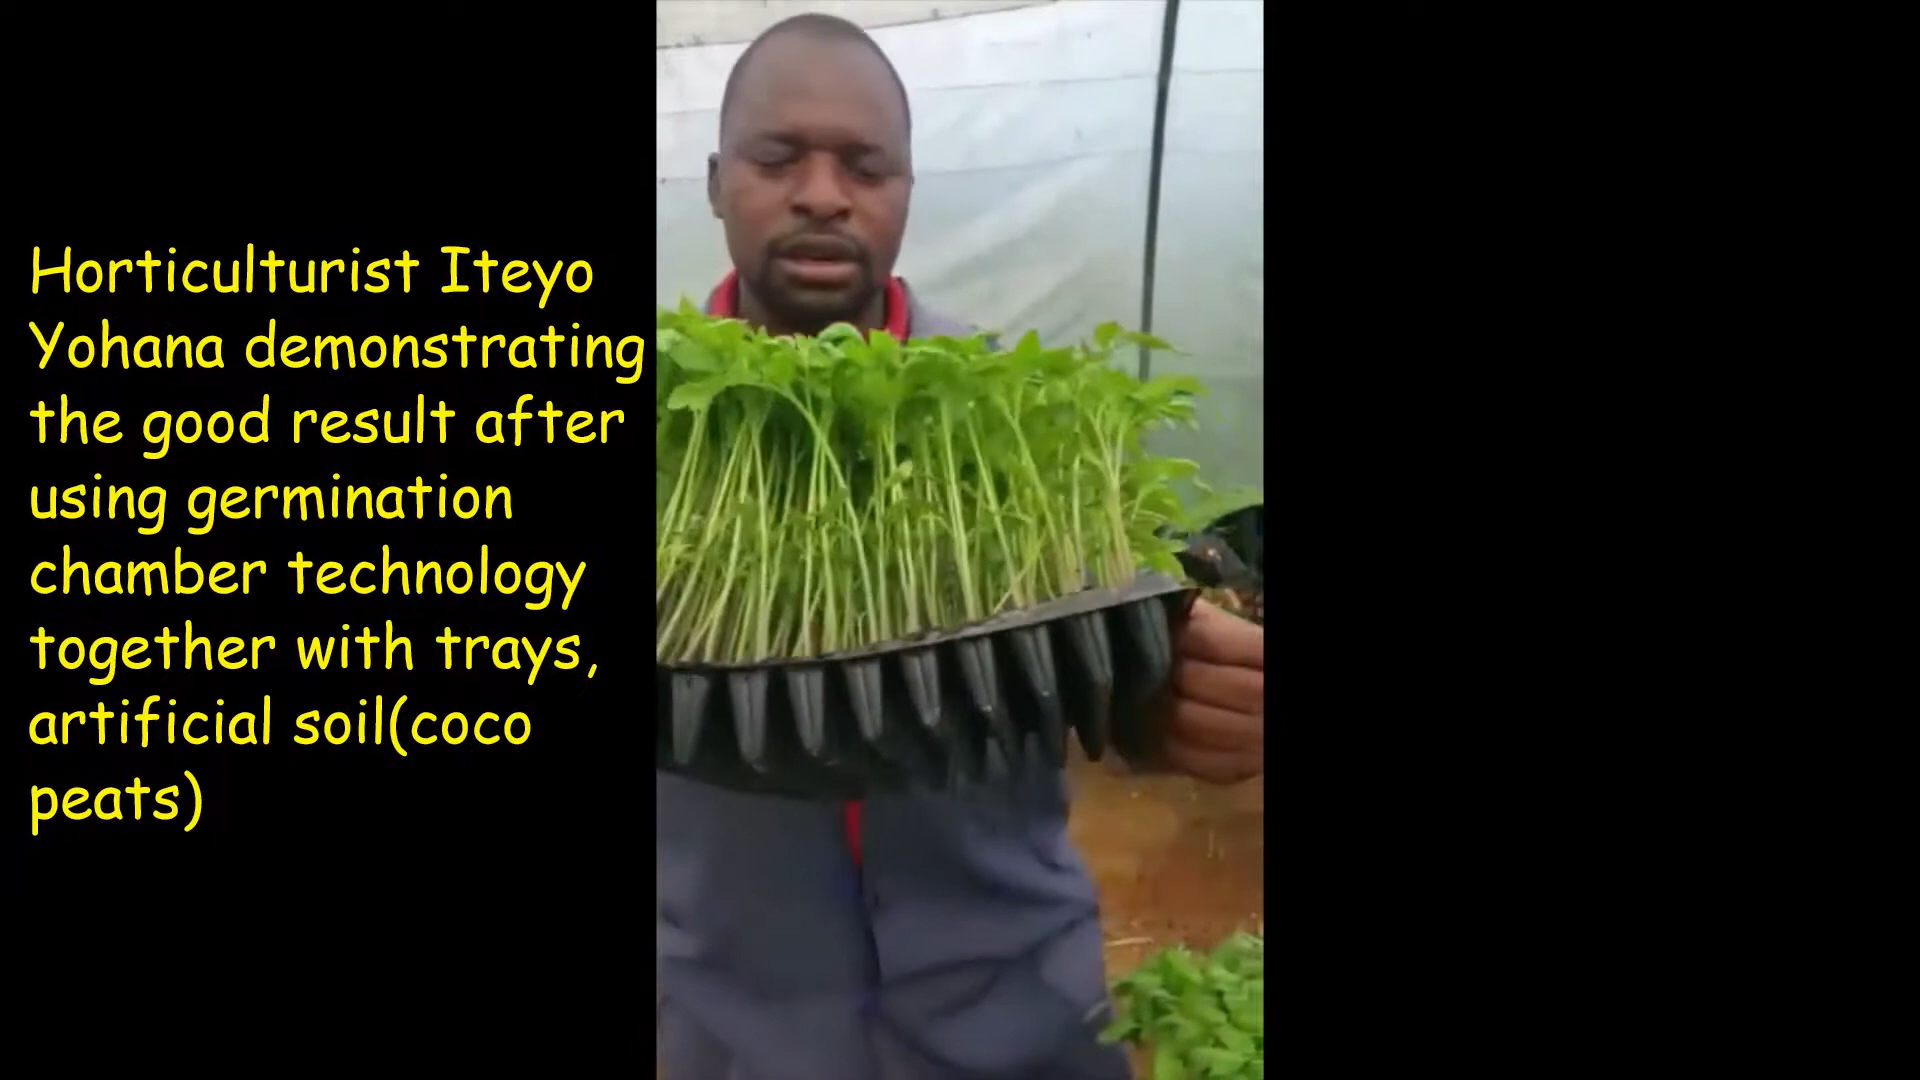 Horticulturist Iteyo
Yohana demonstrating
the good result after
using germination
chamber technology
together with trays,
artificial soil(coco
peats)